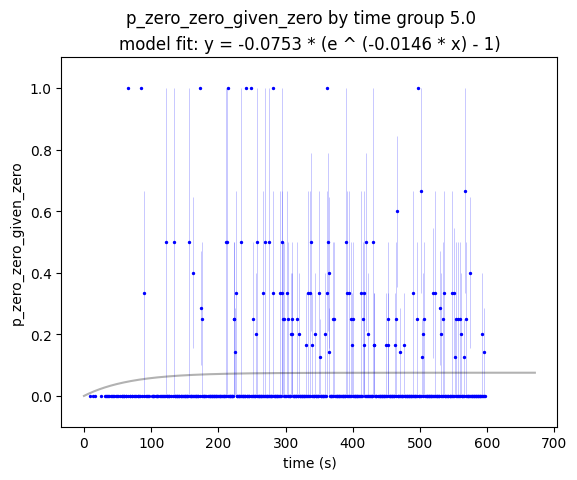 p_zero_zero_given_zero by time group 5.0
model fit: y = -0.0753 * (e ^ (-0.0146 * x) - 1)
1.0
0.8
0.6
0.4
0.2
0.0
p_zero_zero_given_zero
0 100 200 300 400 500 600 700
time (s)